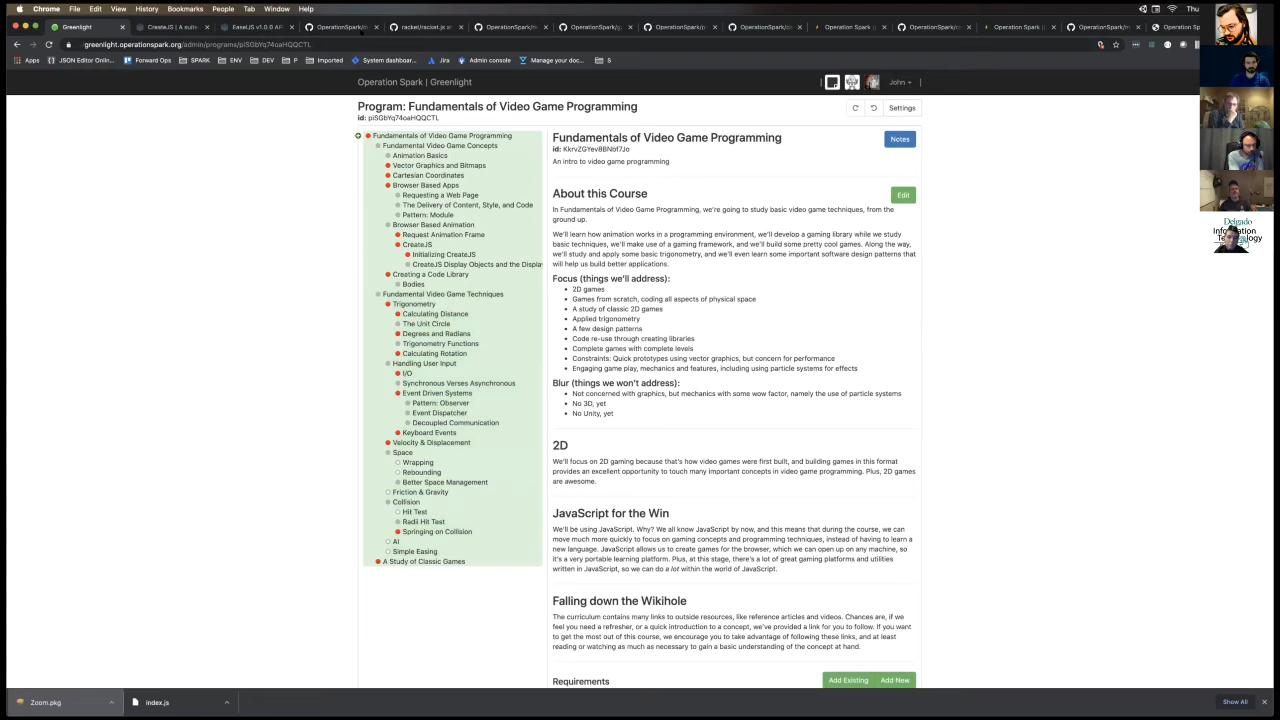 Chrome File Edit View History Bookmarks People Tab Window Help Thu
Greenlight CreateJS | A suite EaselJS v1.0.0 AP OperationSpark/ racket/racket.js OperationSpark/ OperationSpark/ OperationSpark/ OperationSpark/ Operation Spark OperationSpark/ Operation Spark OperationSpark/ OperationSp
greenlight.operationspark.org/admin/programs/piSGbYq74oaHQQCTL
Apps JSON Editor Onlin... Forward Ops SPARK ENV DEV P Imported System dashboar... Jira Admin console Manage your doc... S
Operation Spark | Greenlight John
Program: Fundamentals of Video Game Programming
id: piSGbYq74oaHQQCTL
Settings
Fundamentals of Video Game Programming
Fundamental Video Game Concepts
Animation Basics
Vector Graphics and Bitmaps
Cartesian Coordinates
Browser Based Apps
Requesting a Web Page
The Delivery of Content, Style, and Code
Pattern: Module
Browser Based Animation
Request Animation Frame
CreateJS
Initializing CreateJS
CreateJS Display Objects and the Display
Creating a Code Library
Bodies
Fundamental Video Game Techniques
Trigonometry
Calculating Distance
The Unit Circle
Degrees and Radians
Trigonometry Functions
Calculating Rotation
Handling User Input
I/O
Synchronous Verses Asynchronous
Event Driven Systems
Pattern: Observer
Event Dispatcher
Decoupled Communication
Keyboard Events
Velocity & Displacement
Space
Wrapping
Rebounding
Better Space Management
Friction & Gravity
Collision
Hit Test
Radii Hit Test
Springing on Collision
AI
Simple Easing
A Study of Classic Games
Fundamentals of Video Game Programming
Notes
id: KkrvZGYev8BNbf7Jo
An intro to video game programming
About this Course
Edit
In Fundamentals of Video Game Programming, we're going to study basic video game techniques, from the
ground up.
We'll learn how animation works in a programming environment, we'll develop a gaming library while we study
basic techniques, we'll make use of a gaming framework, and we'll build some pretty cool games. Along the way,
we'll study and apply some basic trigonometry, and we'll even learn some important software design patterns that
will help us build better applications.
Focus (things we'll address):
2D games
Games from scratch, coding all aspects of physical space
A study of classic 2D games
Applied trigonometry
A few design patterns
Code re-use through creating libraries
Complete games with complete levels
Constraints: Quick prototypes using vector graphics, but concern for performance
Engaging game play, mechanics and features, including using particle systems for effects
Blur (things we won't address):
Not concerned with graphics, but mechanics with some wow factor, namely the use of particle systems
No 3D, yet
No Unity, yet
2D
We'll focus on 2D gaming because that's how video games were first built, and building games in this format
provides an excellent opportunity to touch many important concepts in video game programming. Plus, 2D games
are awesome.
JavaScript for the Win
We'll be using JavaScript. Why? We all know JavaScript by now, and this means that during the course, we can
move much more quickly to focus on gaming concepts and programming techniques, instead of having to learn a
new language. JavaScript allows us to create games for the browser, which we can open up on any machine, so
it's a very portable learning platform. Plus, at this stage, there's a lot of great gaming platforms and utilities
written in JavaScript, so we can do a lot within the world of JavaScript.
Falling down the Wikihole
The curriculum contains many links to outside resources, like reference articles and videos. Chances are, if we
feel you need a refresher, or a quick introduction to a concept, we've provided a link for you to follow. If you want
to get the most out of this course, we encourage you to take advantage of following these links, and at least
reading or watching as much as necessary to gain a basic understanding of the concept at hand.
Requirements
Add Existing Add New
Delgado
Information
Technology
Zoom.pkg index.js Show All